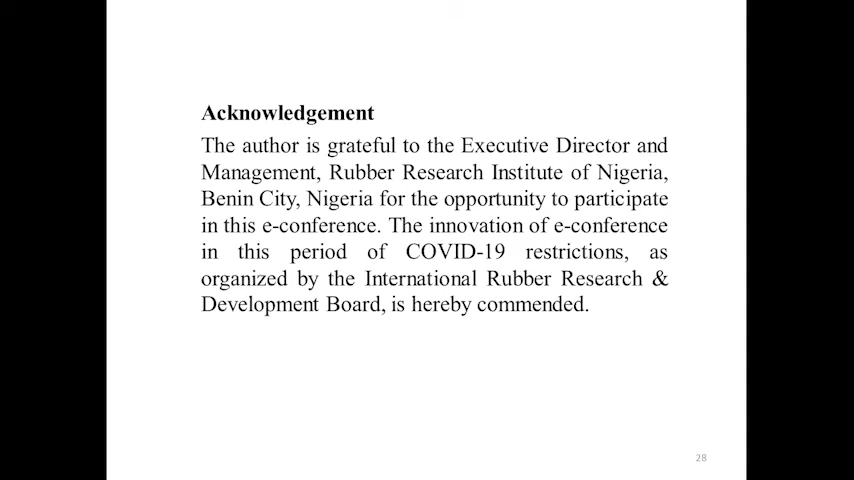 Acknowledgement
The author is grateful to the Executive Director and
Management, Rubber Research Institute of Nigeria,
Benin City, Nigeria for the opportunity to participate
in this e-conference. The innovation of e-conference
in this period of COVID-19 restrictions, as
organized by the International Rubber Research &
Development Board, is hereby commended.
28